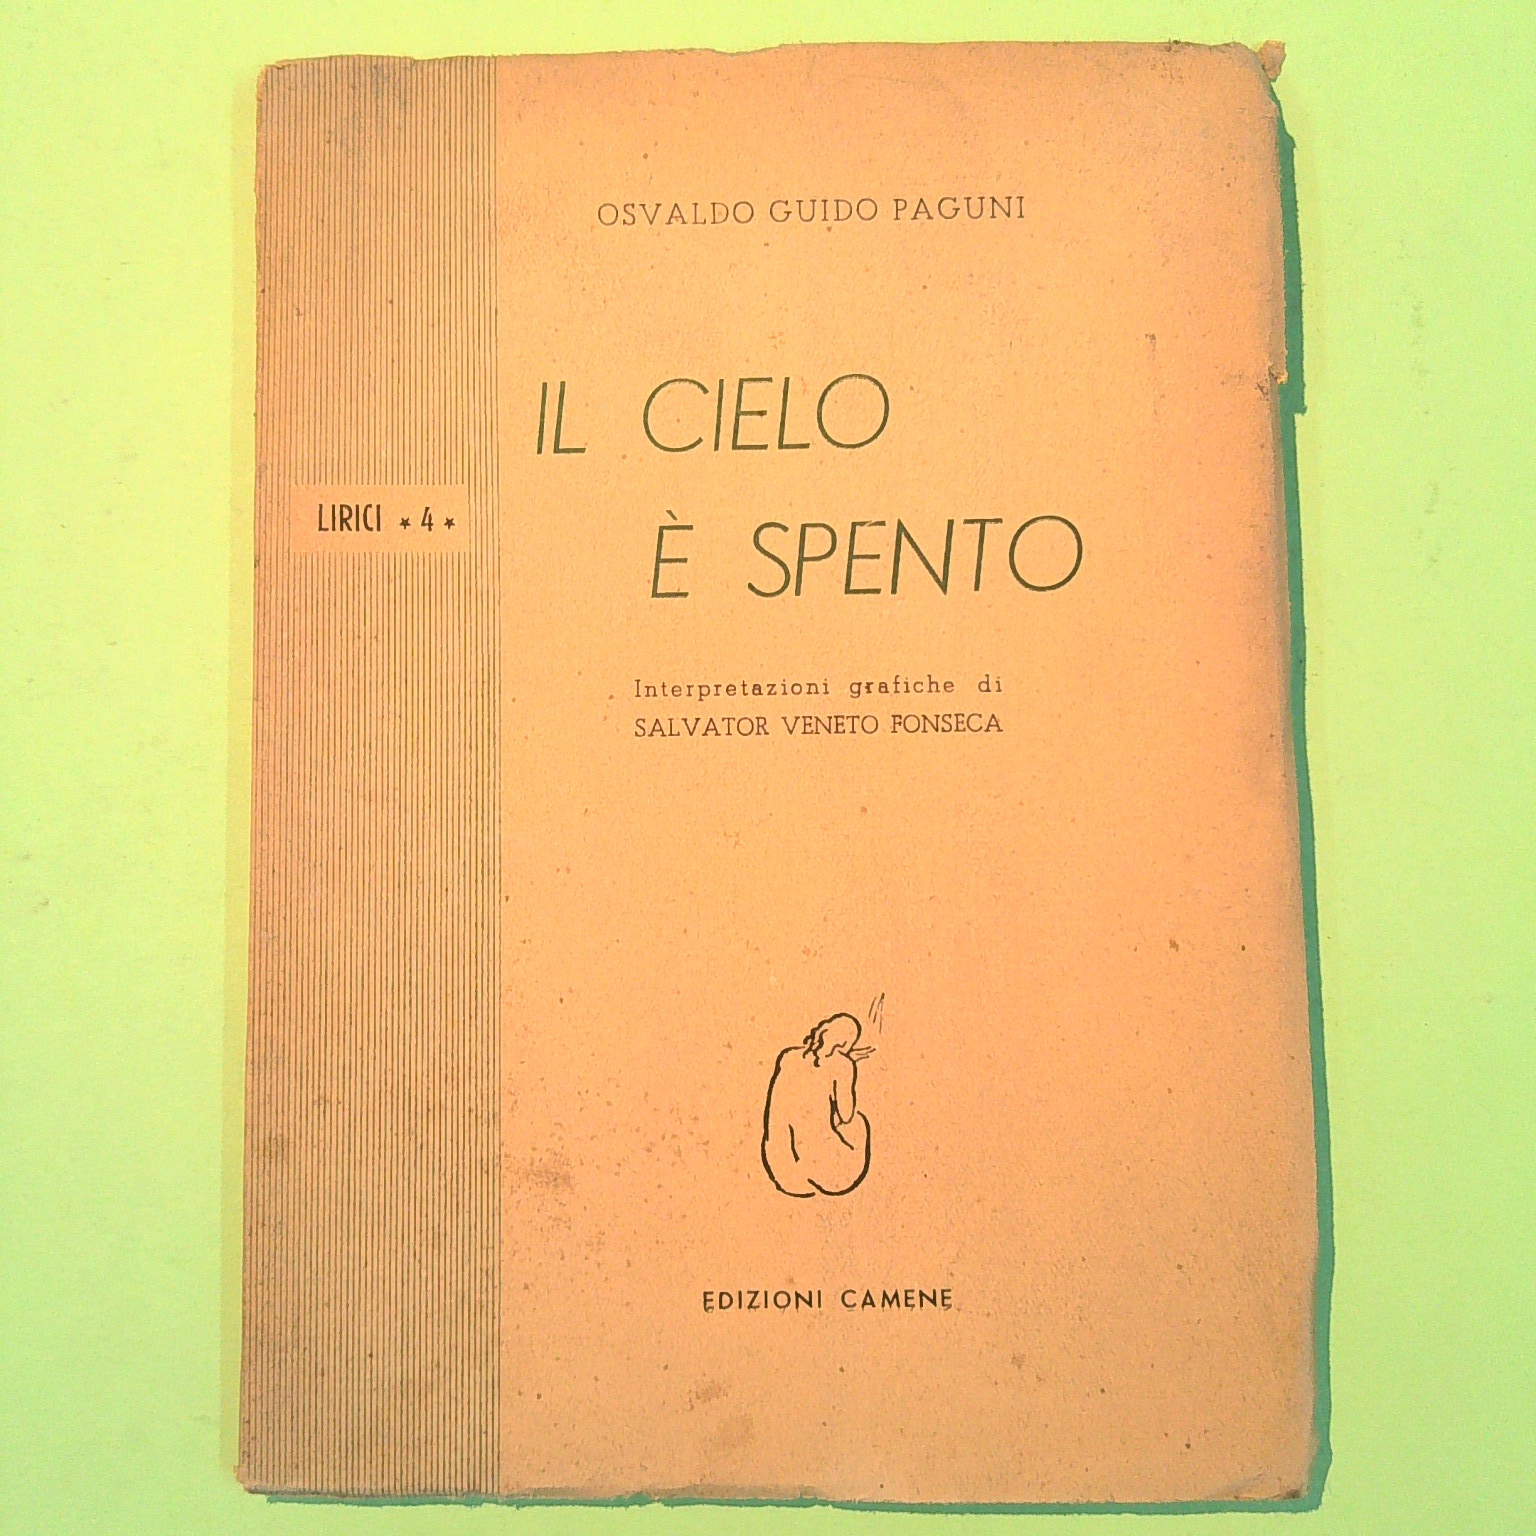 OSVALDO GUIDO PAGUNI
IL CIELO
È SPENTO
LIRICI ★ 4 ★
Interpretazioni grafiche di
SALVATOR VENETO FONSECA
EDIZIONI CAMENE